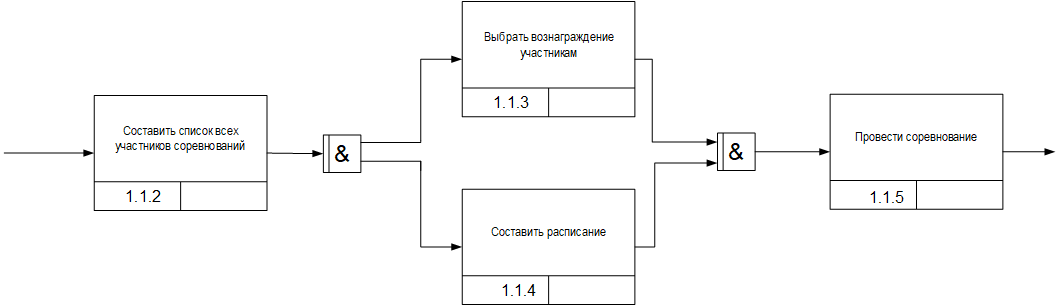 Составить список всех
участников соревнований
1.1.2
&
Выбрать вознаграждение
участникам
1.1.3
Составить расписание
1.1.4
&
Провести соревнование
1.1.5